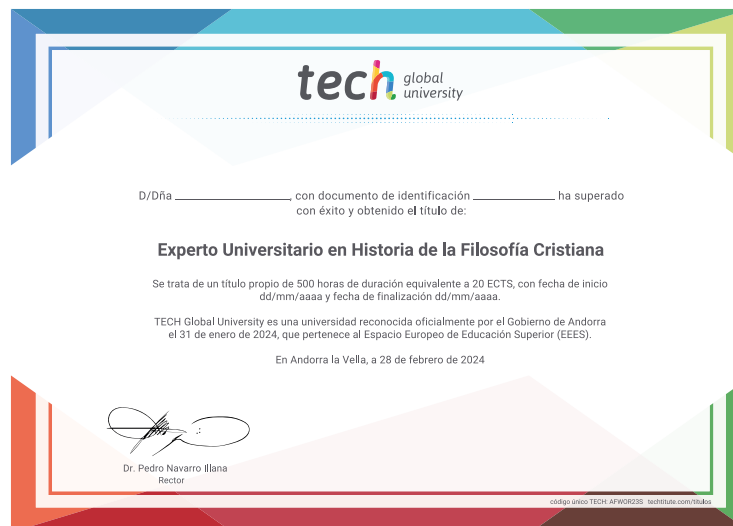 tech global
university
D/Dña ____________________, con documento de identificación ______________ ha superado
con éxito y obtenido el título de:
Experto Universitario en Historia de la Filosofía Cristiana
Se trata de un título propio de 500 horas de duración equivalente a 20 ECTS, con fecha de inicio
dd/mm/aaaa y fecha de finalización dd/mm/aaaa.
TECH Global University es una universidad reconocida oficialmente por el Gobierno de Andorra
el 31 de enero de 2024, que pertenece al Espacio Europeo de Educación Superior (EEES).
En Andorra la Vella, a 28 de febrero de 2024
Dr. Pedro Navarro Illana
Rector
código único TECH: AFWOR23S techtitute.com/titulos